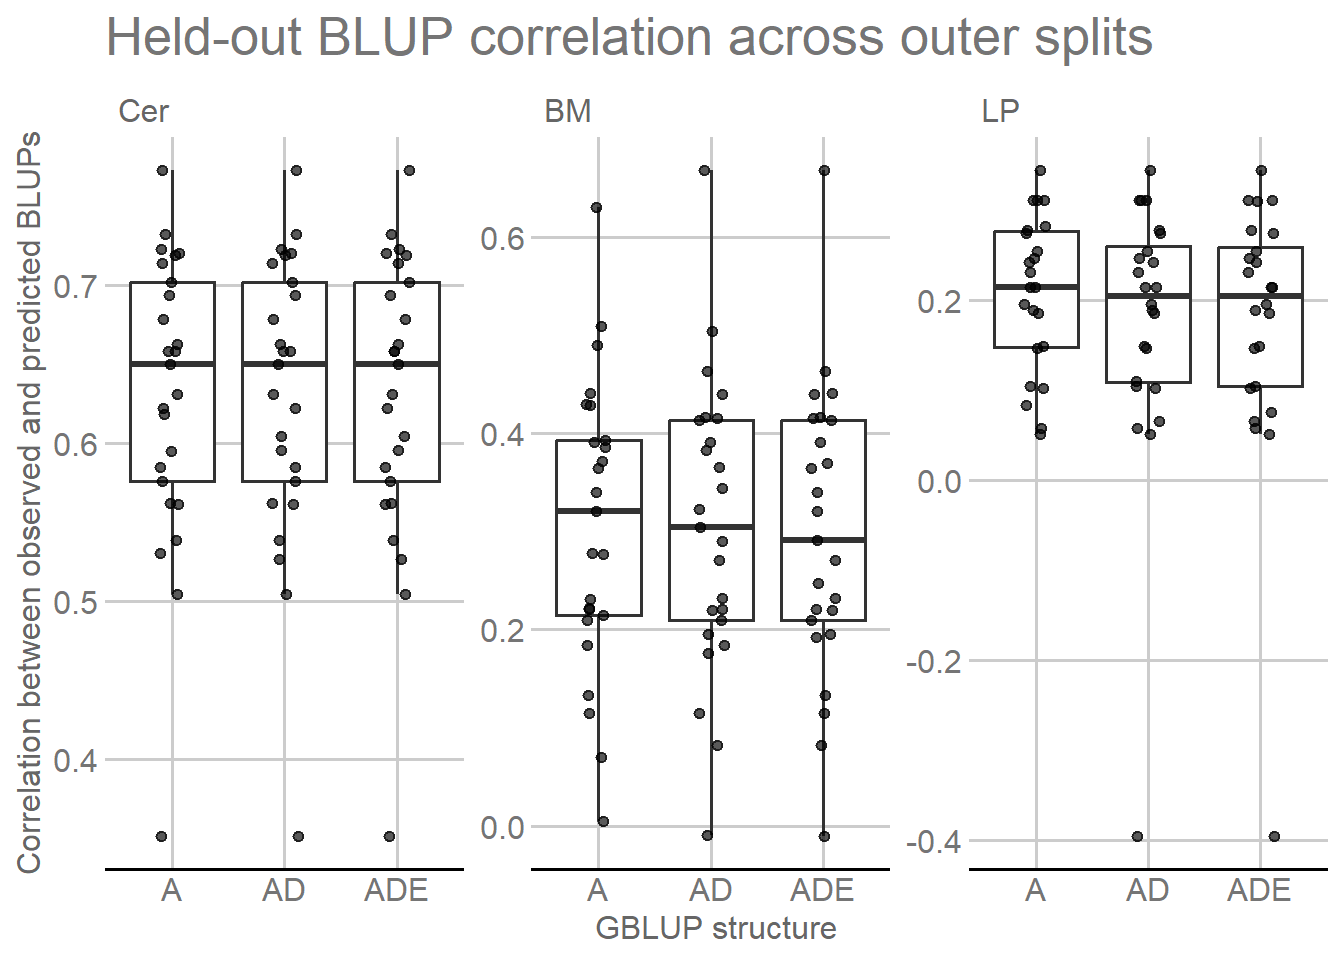 Held-out BLUP correlation across outer splits
Cer
BM
LP
Correlation between observed and predicted BLUPs
0.7
0.6
0.5
0.4
0.6
0.4
0.2
0.0
0.2
0.0
-0.2
-0.4
A AD ADE
A AD ADE
A AD ADE
GBLUP structure